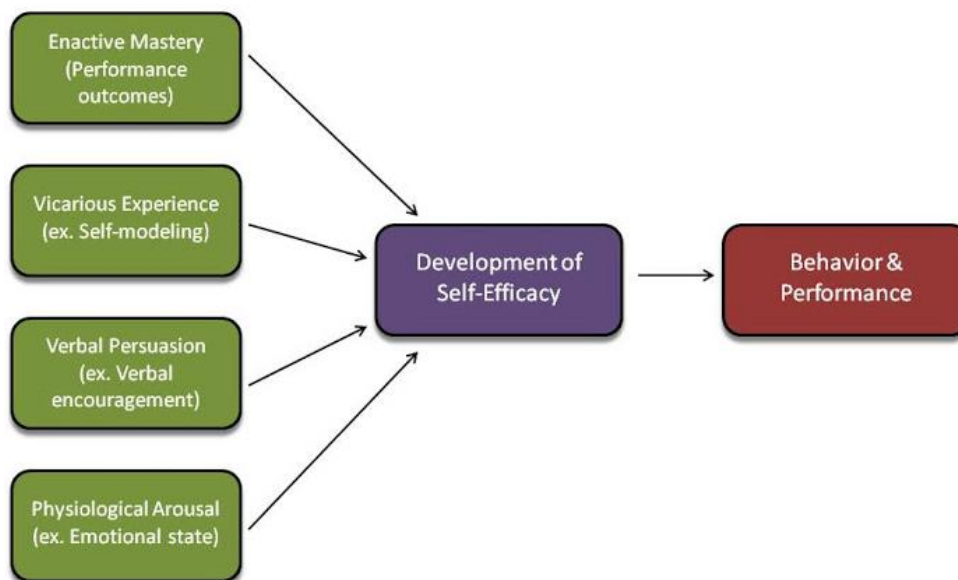 Enactive Mastery
(Performance
outcomes)
Vicarious Experience
(ex. Self-modeling)
Verbal Persuasion
(ex. Verbal
encouragement)
Physiological Arousal
(ex. Emotional state)
Development of
Self-Efficacy
Behavior &
Performance